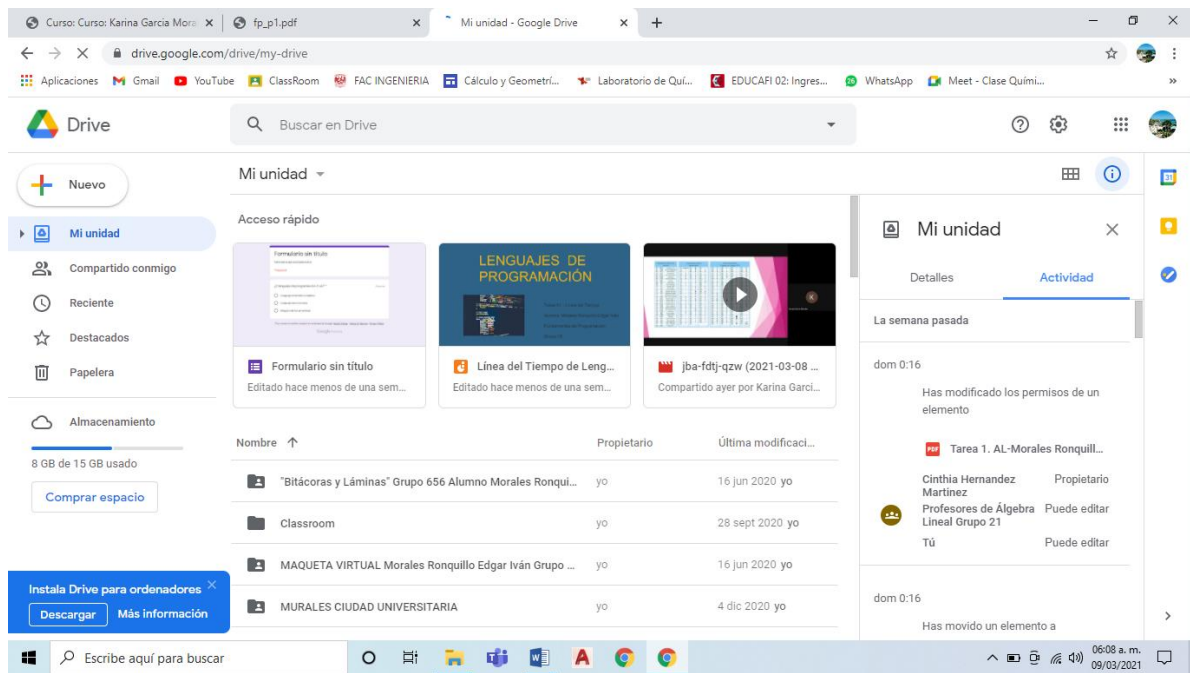 Curso: Curso: Karina Garcia Mora
fp_p1.pdf
Mi unidad - Google Drive
drive.google.com/drive/my-drive
Aplicaciones
Gmail
YouTube
ClassRoom
FAC INGENIERIA
Cálculo y Geometrí...
Laboratorio de Quí...
EDUCAFI 02: Ingres...
WhatsApp
Meet - Clase Quími...
Drive
Buscar en Drive
Nuevo
Mi unidad
Compartido conmigo
Reciente
Destacados
Papelera
Almacenamiento
8 GB de 15 GB usado
Comprar espacio
Instala Drive para ordenadores
Descargar
Más información
Mi unidad
Acceso rápido
Formulario sin título
LENGUAJES DE
PROGRAMACIÓN
Formulario sin título
Editado hace menos de una sem...
Línea del Tiempo de Leng...
Editado hace menos de una sem...
jba-fdtj-qzw (2021-03-08 ...
Compartido ayer por Karina Garci...
Nombre
Propietario
Última modificaci...
"Bitácoras y Láminas" Grupo 656 Alumno Morales Ronqui...
yo
16 jun 2020 yo
Classroom
yo
28 sept 2020 yo
MAQUETA VIRTUAL Morales Ronquillo Edgar Iván Grupo ...
yo
16 jun 2020 yo
MURALES CIUDAD UNIVERSITARIA
yo
4 dic 2020 yo
Mi unidad
Detalles
Actividad
La semana pasada
dom 0:16
Has modificado los permisos de un
elemento
PDF
Tarea 1. AL-Morales Ronquill...
Cinthia Hernandez
Martinez
Propietario
Profesores de Álgebra
Lineal Grupo 21
Puede editar
Tú
Puede editar
dom 0:16
Has movido un elemento a
31
Escribe aquí para buscar
06:08 a. m.
09/03/2021